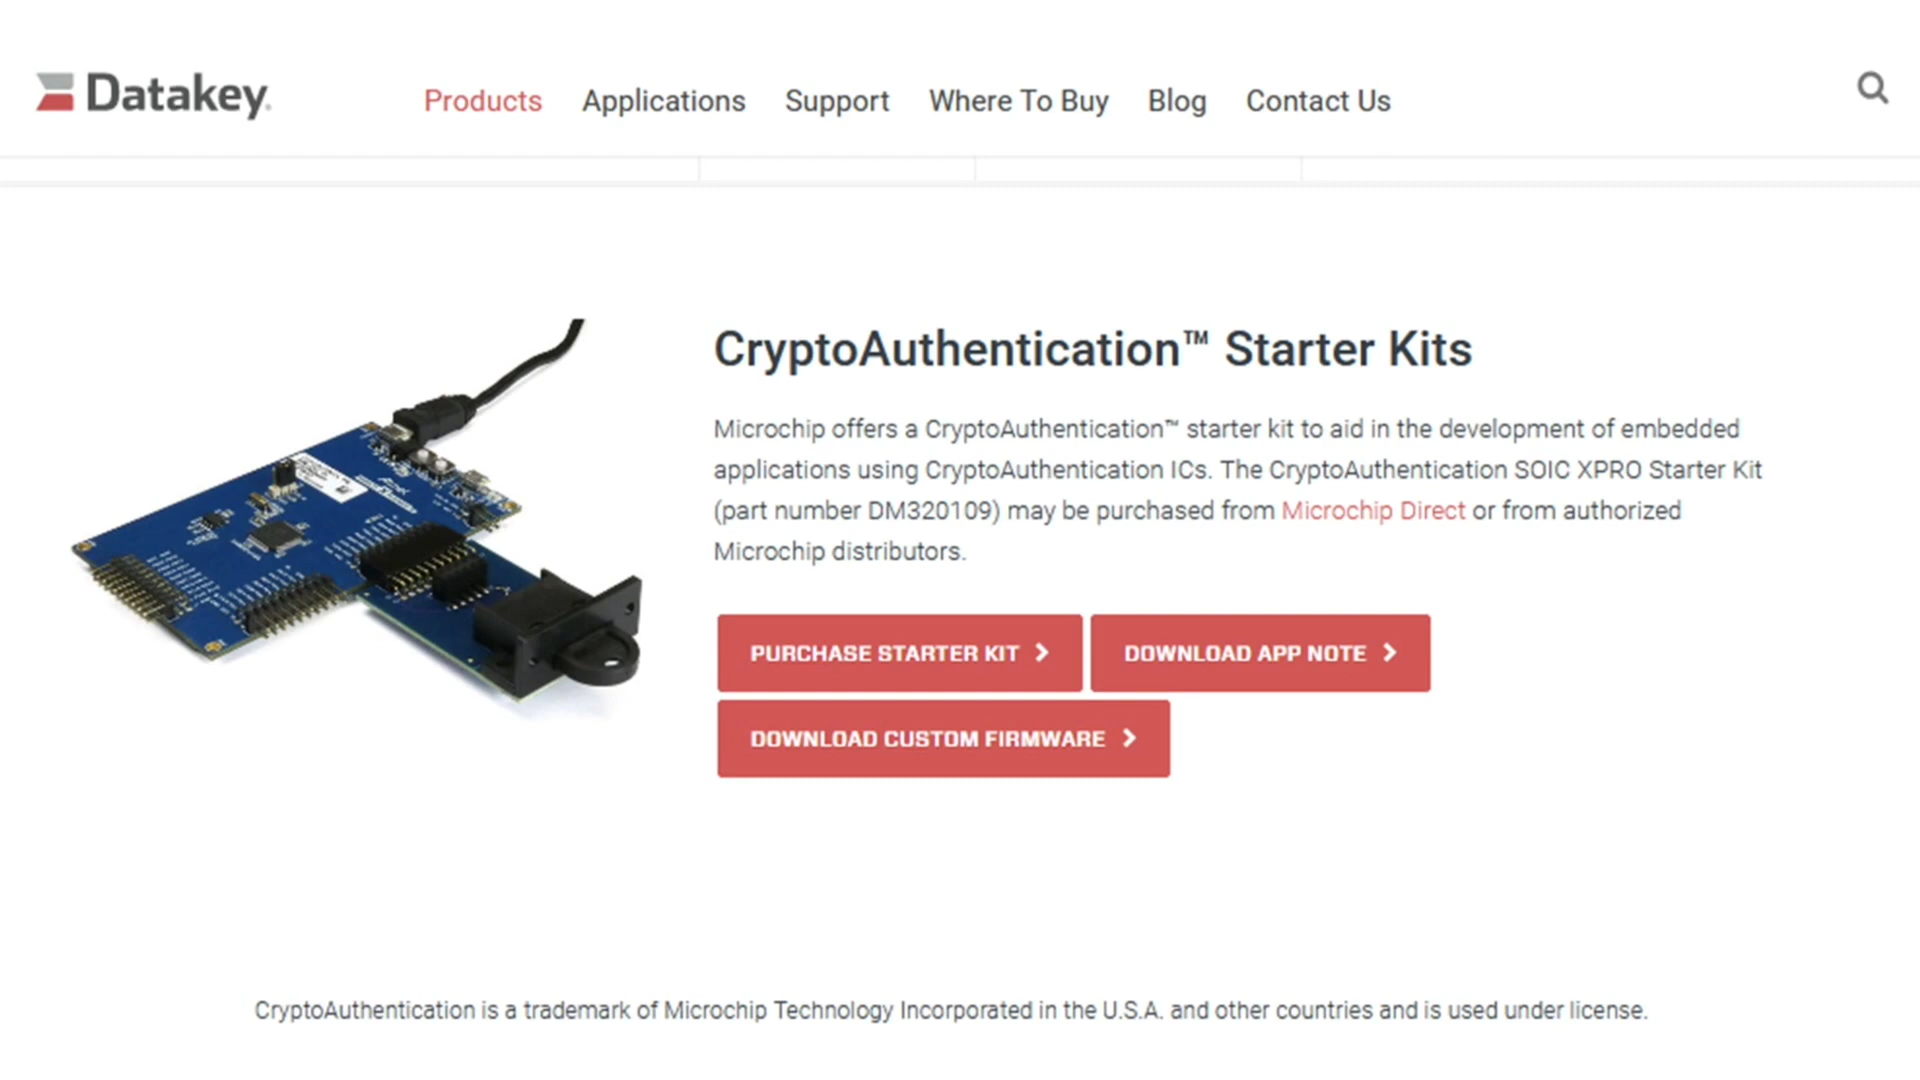 Datakey
Products Applications Support Where To Buy Blog Contact Us
CryptoAuthentication™ Starter Kits
Microchip offers a CryptoAuthentication™ starter kit to aid in the development of embedded
applications using CryptoAuthentication ICs. The CryptoAuthentication SOIC XPRO Starter Kit
(part number DM320109) may be purchased from Microchip Direct or from authorized
Microchip distributors.
PURCHASE STARTER KIT
DOWNLOAD APP NOTE
DOWNLOAD CUSTOM FIRMWARE
CryptoAuthentication is a trademark of Microchip Technology Incorporated in the U.S.A. and other countries and is used under license.